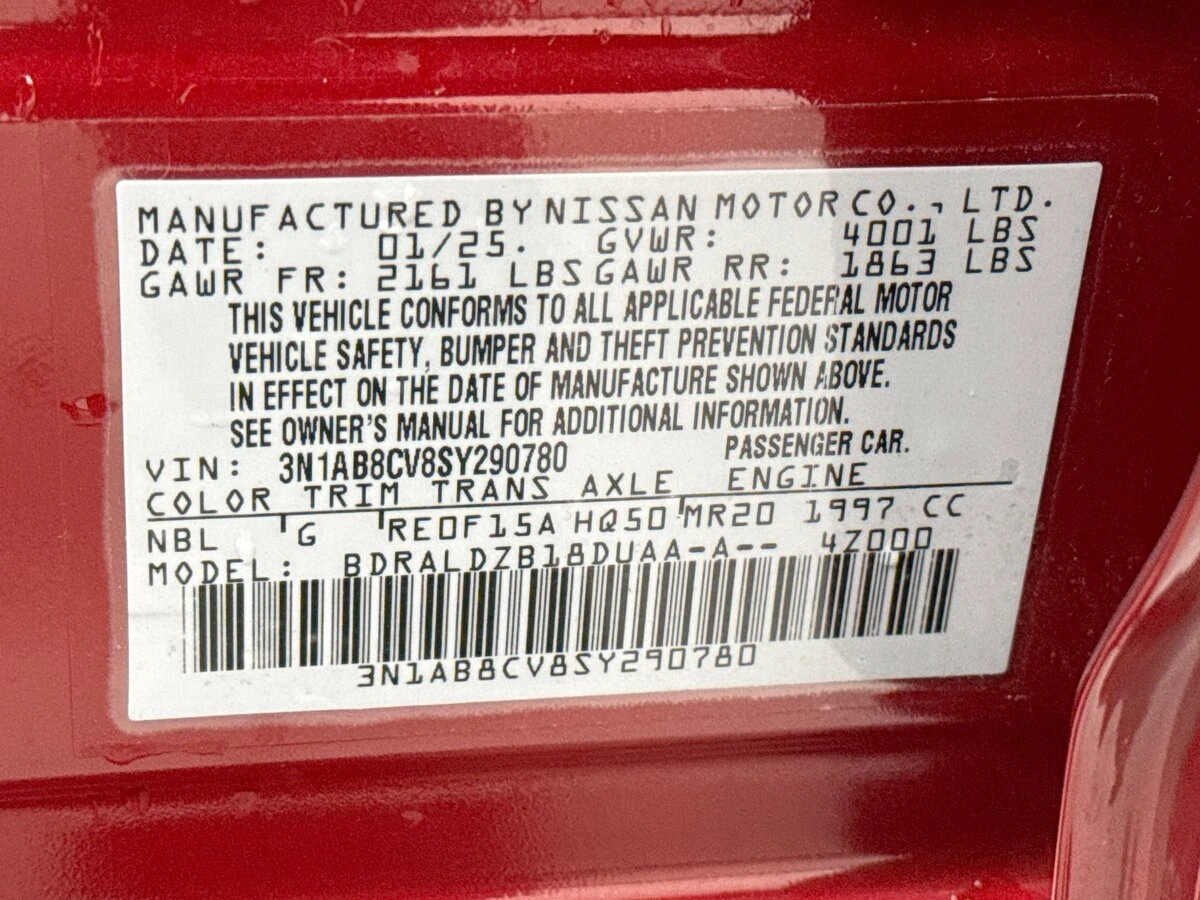 MANUFACTURED BY NISSAN MOTOR CO., LTD.
DATE: 01/25. GVWR: 4001 LBS
GAWR FR: 2161 LBS GAWR RR: 1863 LBS
THIS VEHICLE CONFORMS TO ALL APPLICABLE FEDERAL MOTOR
VEHICLE SAFETY, BUMPER AND THEFT PREVENTION STANDARDS
IN EFFECT ON THE DATE OF MANUFACTURE SHOWN ABOVE.
SEE OWNER'S MANUAL FOR ADDITIONAL INFORMATION.
VIN: 3N1AB8CV8SY290780 PASSENGER CAR.
COLOR TRIM TRANS AXLE ENGINE
NBL G RE0F15A HQ50 MR20 1997 CC
MODEL: BDRALDZB18DUAA-A-- 4Z000
3N1AB8CV8SY290780